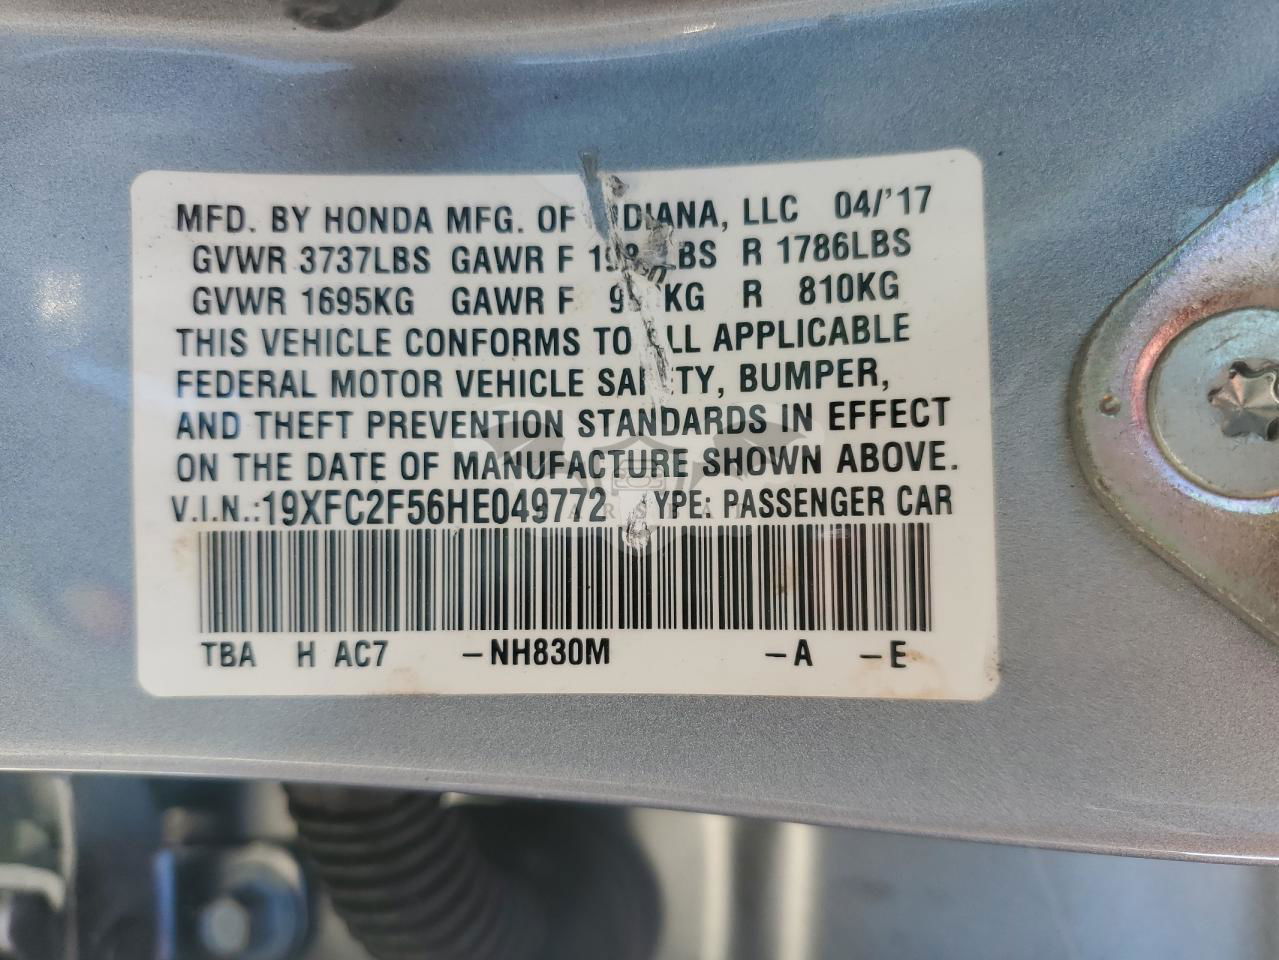 MFD. BY HONDA MFG. OF INDIANA, LLC 04/'17
GVWR 3737LBS GAWR F LBS R 1786LBS
GVWR 1695KG GAWR F KG R 810KG
THIS VEHICLE CONFORMS TO ALL APPLICABLE
FEDERAL MOTOR VEHICLE SAFETY, BUMPER,
AND THEFT PREVENTION STANDARDS IN EFFECT
ON THE DATE OF MANUFACTURE SHOWN ABOVE.
V.I.N.:19XFC2F56HE049772 TYPE: PASSENGER CAR
TBA H AC7 -NH830M -A -E